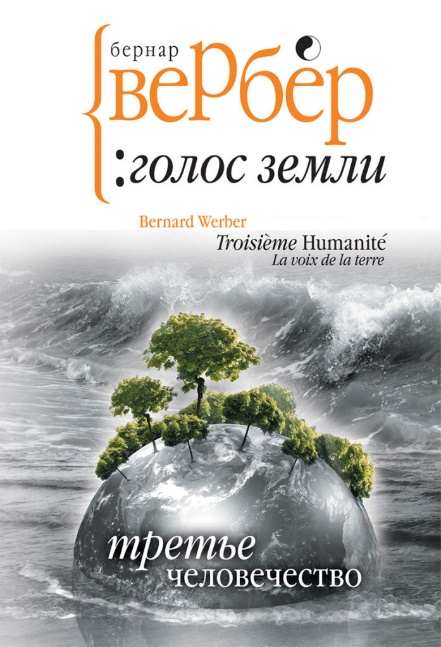 бернар
вербер
:голос земли
Bernard Werber
Troisième Humanité
La voix de la terre
третье
человечество